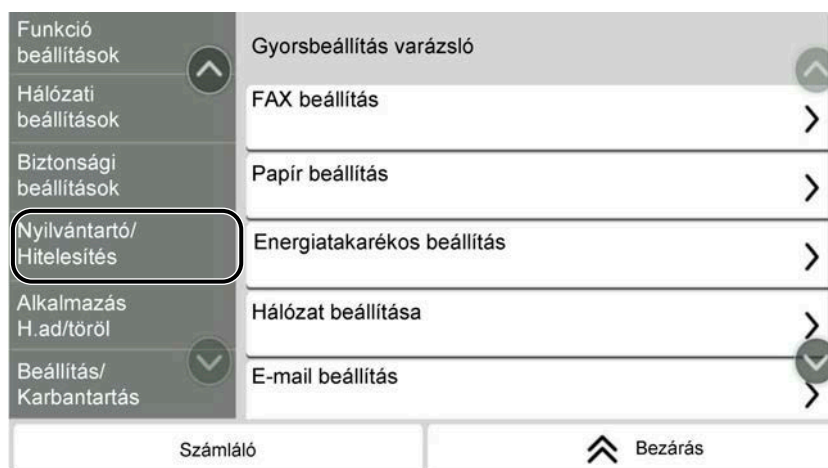 Funkció
beállítások
Hálózati
beállítások
Biztonsági
beállítások
Nyilvántartó/
Hitelesítés
Alkalmazás
H.ad/töröl
Beállítás/
Karbantartás
Gyorsbeállítás varázsló
FAX beállítás
Papír beállítás
Energiatakarékos beállítás
Hálózat beállítása
E-mail beállítás
Számláló
Bezárás